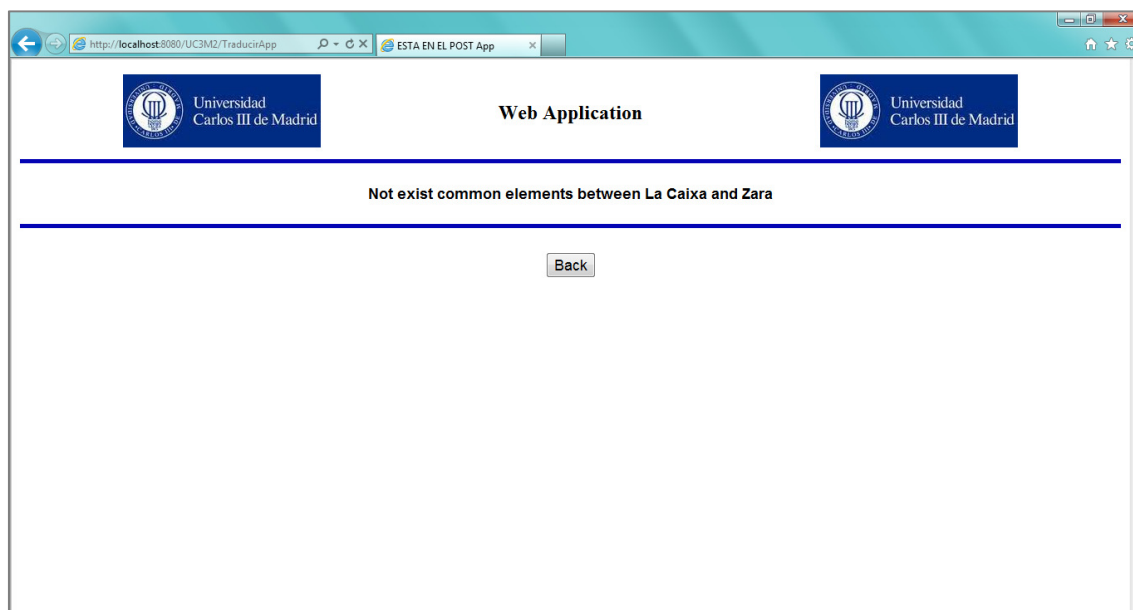 http://localhost:8080/UC3M2/TraducirApp
ESTA EN EL POST App
Universidad
Carlos III de Madrid
Web Application
Universidad
Carlos III de Madrid
Not exist common elements between La Caixa and Zara
Back